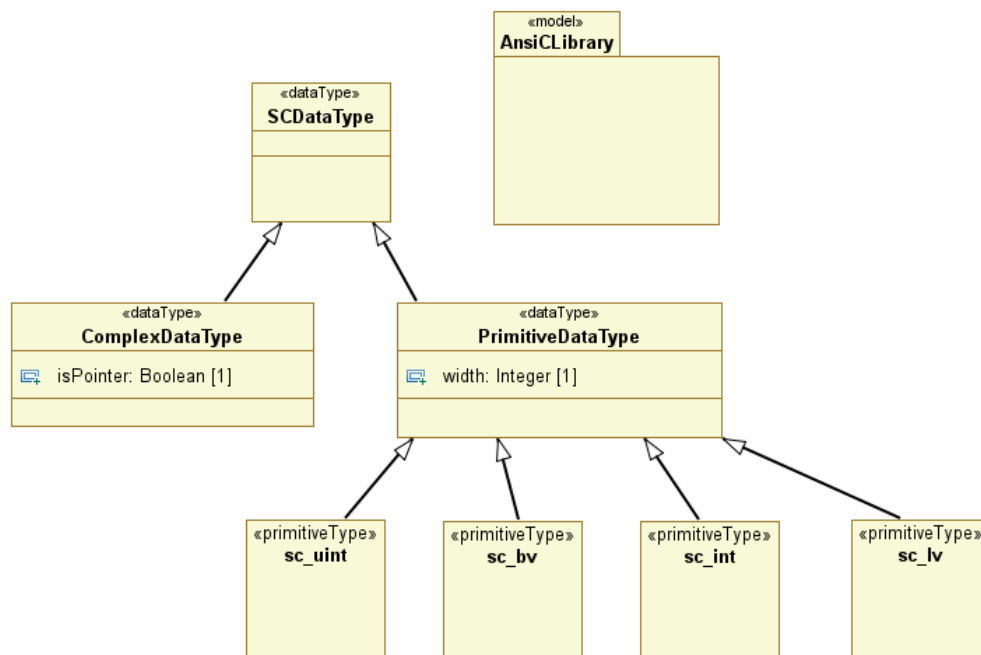 «model»
AnsiCLibrary
«dataType»
SCDataType
«dataType»
ComplexDataType
isPointer: Boolean [1]
«dataType»
PrimitiveDataType
width: Integer [1]
«primitiveType»
sc_uint
«primitiveType»
sc_bv
«primitiveType»
sc_int
«primitiveType»
sc_lv